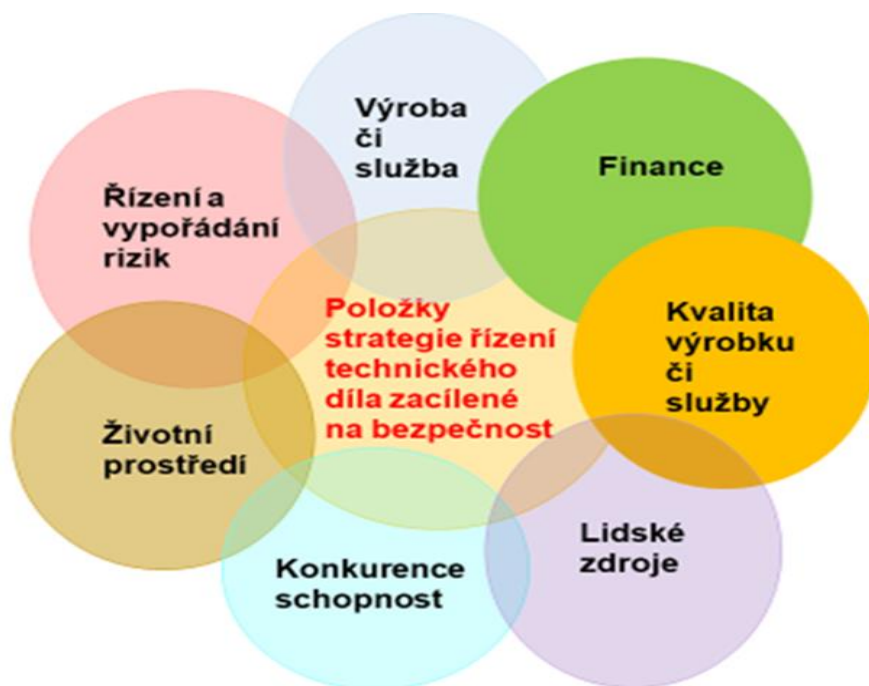 Výroba
či
služba
Finance
Řízení a
vypořádání
rizik
Položky
strategie řízení
technického
díla zacílené
na bezpečnost
Kvalita
výrobku
či
služby
Životní
prostředí
Lidské
zdroje
Konkurence
schopnost